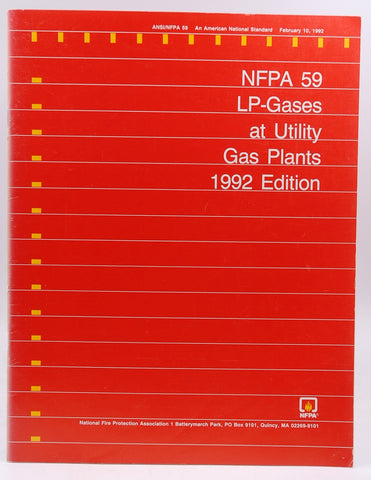 ANSI/NFPA 59 An American National Standard February 10, 1992
NFPA 59
LP-Gases
at Utility
Gas Plants
1992 Edition
NFPA®
National Fire Protection Association 1 Batterymarch Park, PO Box 9101, Quincy, MA 02269-9101